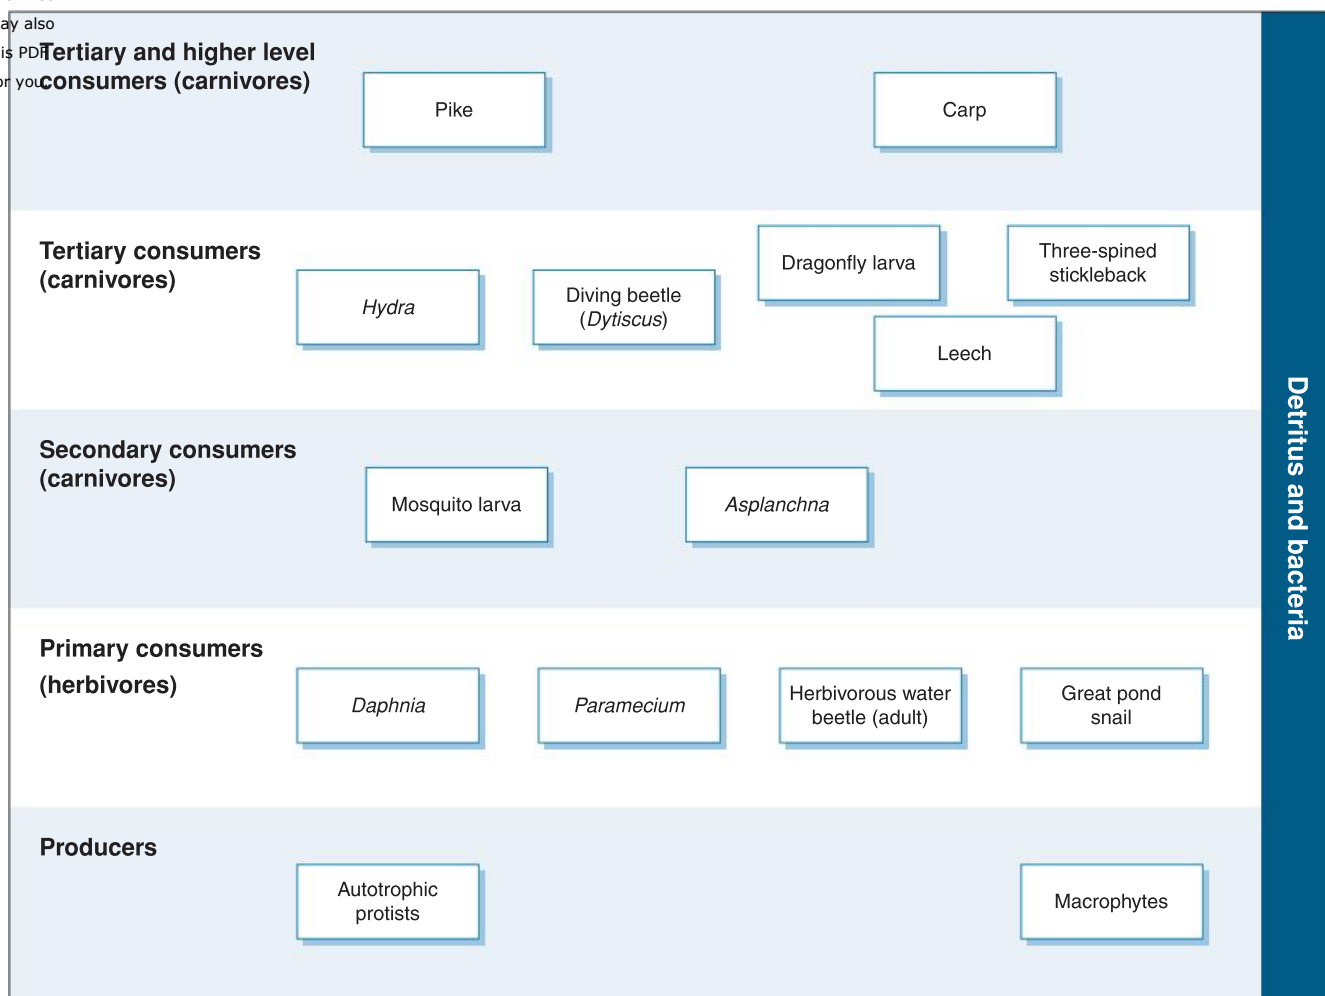 ay also
is PDF
or you.
Tertiary and higher level
consumers (carnivores)
Pike
Carp
Tertiary consumers
(carnivores)
Hydra
Diving beetle
(Dytiscus)
Dragonfly larva
Three-spined
stickleback
Leech
Secondary consumers
(carnivores)
Mosquito larva
Asplanchna
Primary consumers
(herbivores)
Daphnia
Paramecium
Herbivorous water
beetle (adult)
Great pond
snail
Producers
Autotrophic
protists
Macrophytes
Detritus and bacteria